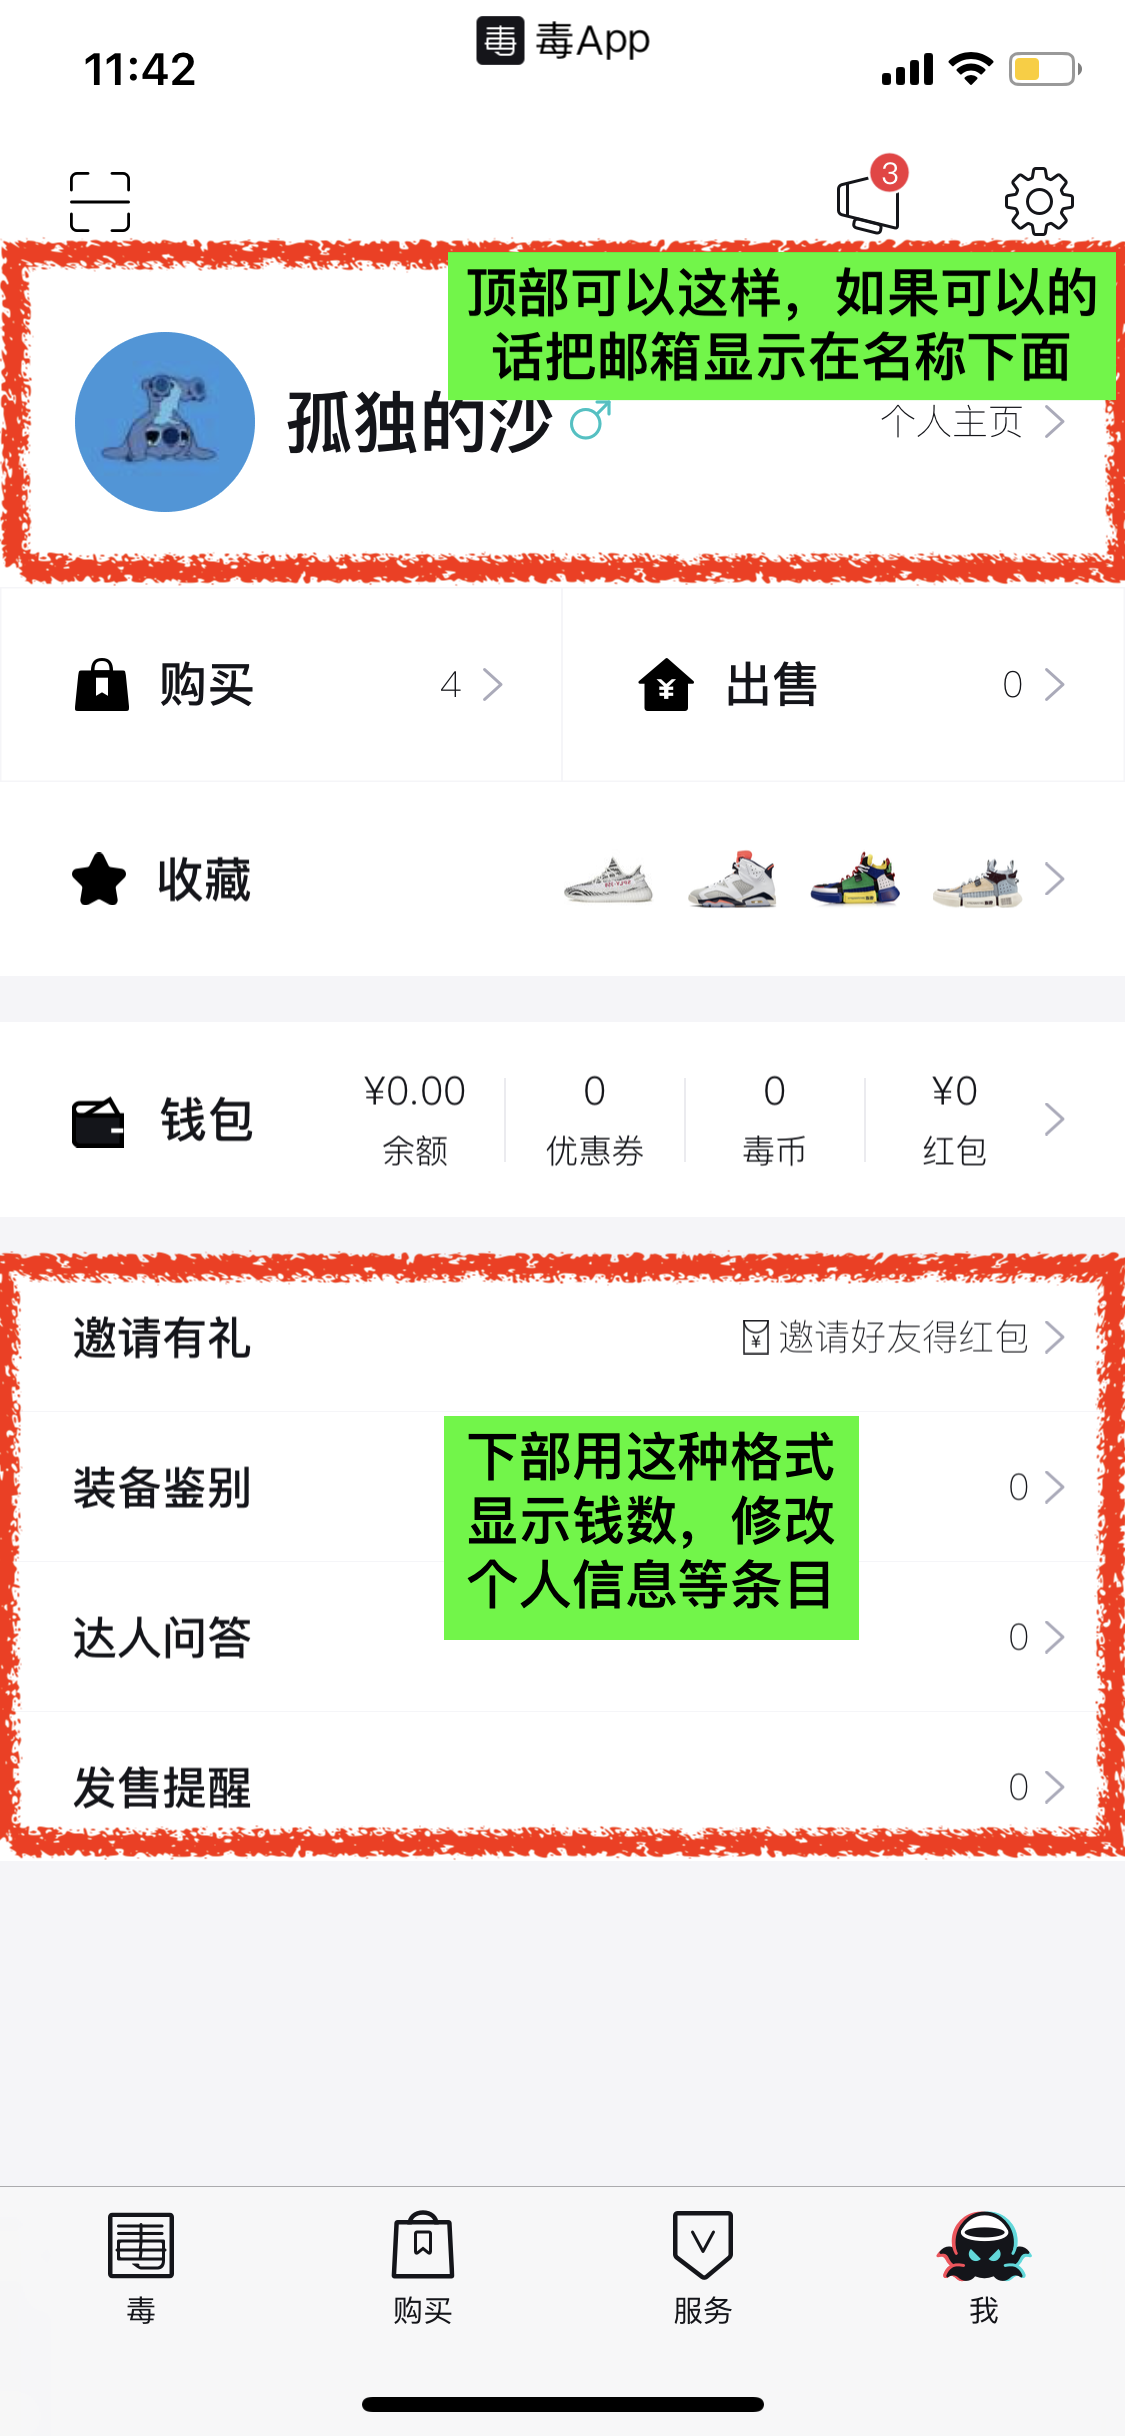 毒 毒App
11:42
3
顶部可以这样，如果可以的
话把邮箱显示在名称下面
孤独的沙
个人主页
购买 4
出售 0
收藏
钱包
¥0.00 0 0 ¥0
余额 优惠券 毒币 红包
邀请有礼 邀请好友得红包
装备鉴别 0
下部用这种格式
显示钱数，修改
个人信息等条目
达人问答 0
发售提醒 0
毒
毒 购买 服务 我